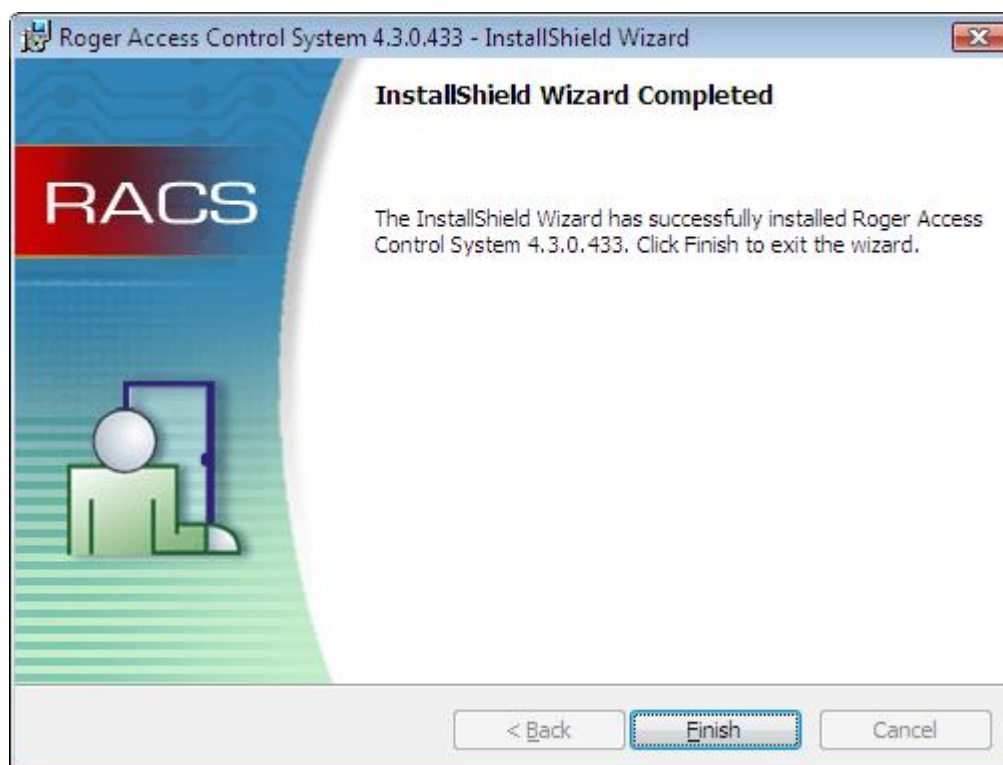 Roger Access Control System 4.3.0.433 - InstallShield Wizard
InstallShield Wizard Completed
RACS
The InstallShield Wizard has successfully installed Roger Access
Control System 4.3.0.433. Click Finish to exit the wizard.
< Back Finish Cancel